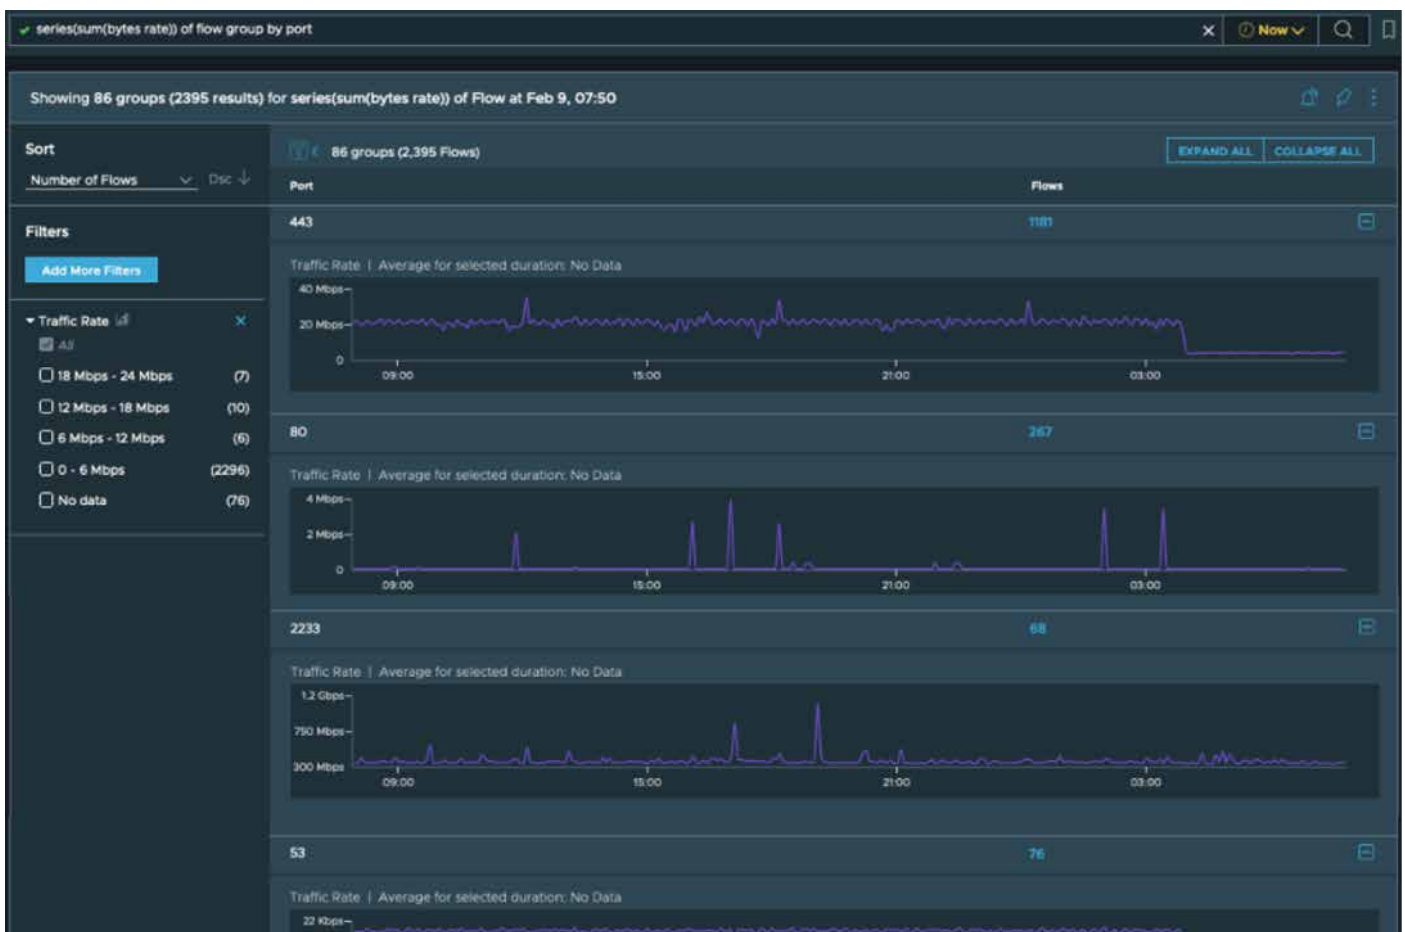 series(sum(bytes rate)) of flow group by port
Now
Showing 86 groups (2395 results) for series(sum(bytes rate)) of Flow at Feb 9, 07:50
Sort
Number of Flows
Dsc
Filters
Add More Filters
Traffic Rate
All
18 Mbps - 24 Mbps (7)
12 Mbps - 18 Mbps (10)
6 Mbps - 12 Mbps (6)
0 - 6 Mbps (2296)
No data (76)
86 groups (2,395 Flows)
EXPAND ALL
COLLAPSE ALL
Port Flows
443 1181
Traffic Rate | Average for selected duration: No Data
40 Mbps
20 Mbps
0
09:00 15:00 21:00 03:00
80 267
Traffic Rate | Average for selected duration: No Data
4 Mbps
2 Mbps
0
09:00 15:00 21:00 03:00
2233 68
Traffic Rate | Average for selected duration: No Data
1.2 Gbps
750 Mbps
300 Mbps
09:00 15:00 21:00 03:00
53 76
Traffic Rate | Average for selected duration: No Data
22 Kbps